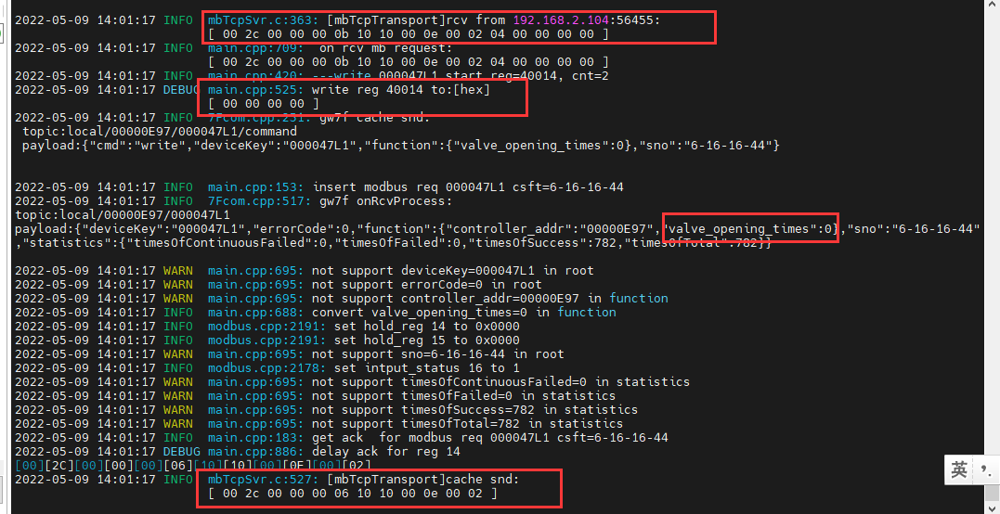 2022-05-09 14:01:17 INFO  mbTcpSvr.c:363: [mbTcpTransport]rcv from 192.168.2.104:56455:
[ 00 2c 00 00 00 0b 10 10 00 0e 00 02 04 00 00 00 00 ]
2022-05-09 14:01:17 INFO  main.cpp:709:  on rcv mb request:
[ 00 2c 00 00 00 0b 10 10 00 0e 00 02 04 00 00 00 00 ]
2022-05-09 14:01:17 INFO  main.cpp:420: ---write 000047L1 start reg=40014, cnt=2
2022-05-09 14:01:17 DEBUG main.cpp:525: write reg 40014 to:[hex]
[ 00 00 00 00 ]
2022-05-09 14:01:17 INFO  7Fcom.cpp:251: gw7f cache snd:
topic:local/00000E97/000047L1/command
payload:{"cmd":"write","deviceKey":"000047L1","function":{"valve_opening_times":0},"sno":"6-16-16-44"}
2022-05-09 14:01:17 INFO  main.cpp:153: insert modbus req 000047L1 csft=6-16-16-44
2022-05-09 14:01:17 INFO  7Fcom.cpp:517: gw7f onRcvProcess:
topic:local/00000E97/000047L1
payload:{"deviceKey":"000047L1","errorCode":0,"function":{"controller_addr":"00000E97","valve_opening_times":0},"sno":"6-16-16-44"
,"statistics":{"timesOfContinuousFailed":0,"timesOfFailed":0,"timesOfSuccess":782,"timesOfTotal":782}}
2022-05-09 14:01:17 WARN  main.cpp:695: not support deviceKey=000047L1 in root
2022-05-09 14:01:17 WARN  main.cpp:695: not support errorCode=0 in root
2022-05-09 14:01:17 WARN  main.cpp:695: not support controller_addr=00000E97 in function
2022-05-09 14:01:17 INFO  main.cpp:688: convert valve_opening_times=0 in function
2022-05-09 14:01:17 INFO  modbus.cpp:2191: set hold_reg 14 to 0x0000
2022-05-09 14:01:17 INFO  modbus.cpp:2191: set hold_reg 15 to 0x0000
2022-05-09 14:01:17 WARN  main.cpp:695: not support sno=6-16-16-44 in root
2022-05-09 14:01:17 INFO  modbus.cpp:2178: set intput_status 16 to 1
2022-05-09 14:01:17 WARN  main.cpp:695: not support timesOfContinuousFailed=0 in statistics
2022-05-09 14:01:17 WARN  main.cpp:695: not support timesOfFailed=0 in statistics
2022-05-09 14:01:17 WARN  main.cpp:695: not support timesOfSuccess=782 in statistics
2022-05-09 14:01:17 WARN  main.cpp:695: not support timesOfTotal=782 in statistics
2022-05-09 14:01:17 INFO  main.cpp:183: get ack  for modbus req 000047L1 csft=6-16-16-44
2022-05-09 14:01:17 DEBUG main.cpp:886: delay ack for reg 14
[00][2C][00][00][00][06][10][10][00][0E][00][02]
2022-05-09 14:01:17 INFO  mbTcpSvr.c:527: [mbTcpTransport]cache snd:
[ 00 2c 00 00 00 06 10 10 00 0e 00 02 ]
英